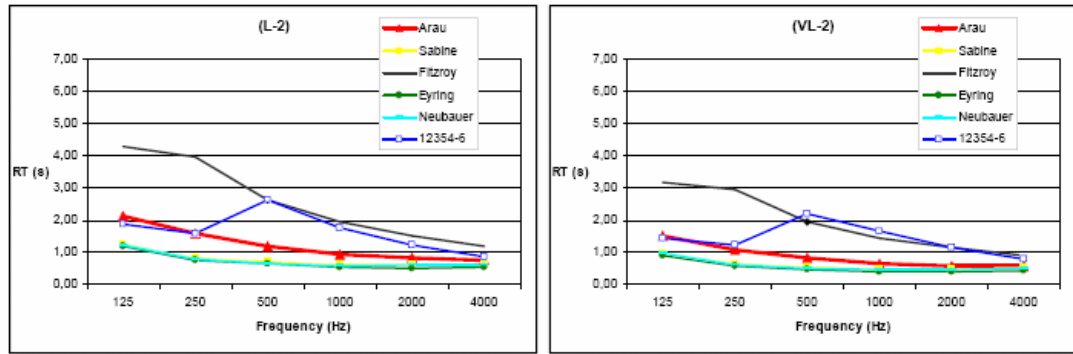 (L-2)
Arau
Sabine
Fitzroy
Eyring
Neubauer
12354-6
7,00
6,00
5,00
4,00
3,00
2,00
1,00
0,00
RT (s)
125 250 500 1000 2000 4000
Frequency (Hz)
(VL-2)
Arau
Sabine
Fitzroy
Eyring
Neubauer
12354-6
7,00
6,00
5,00
4,00
3,00
2,00
1,00
0,00
RT (s)
125 250 500 1000 2000 4000
Frequency (Hz)